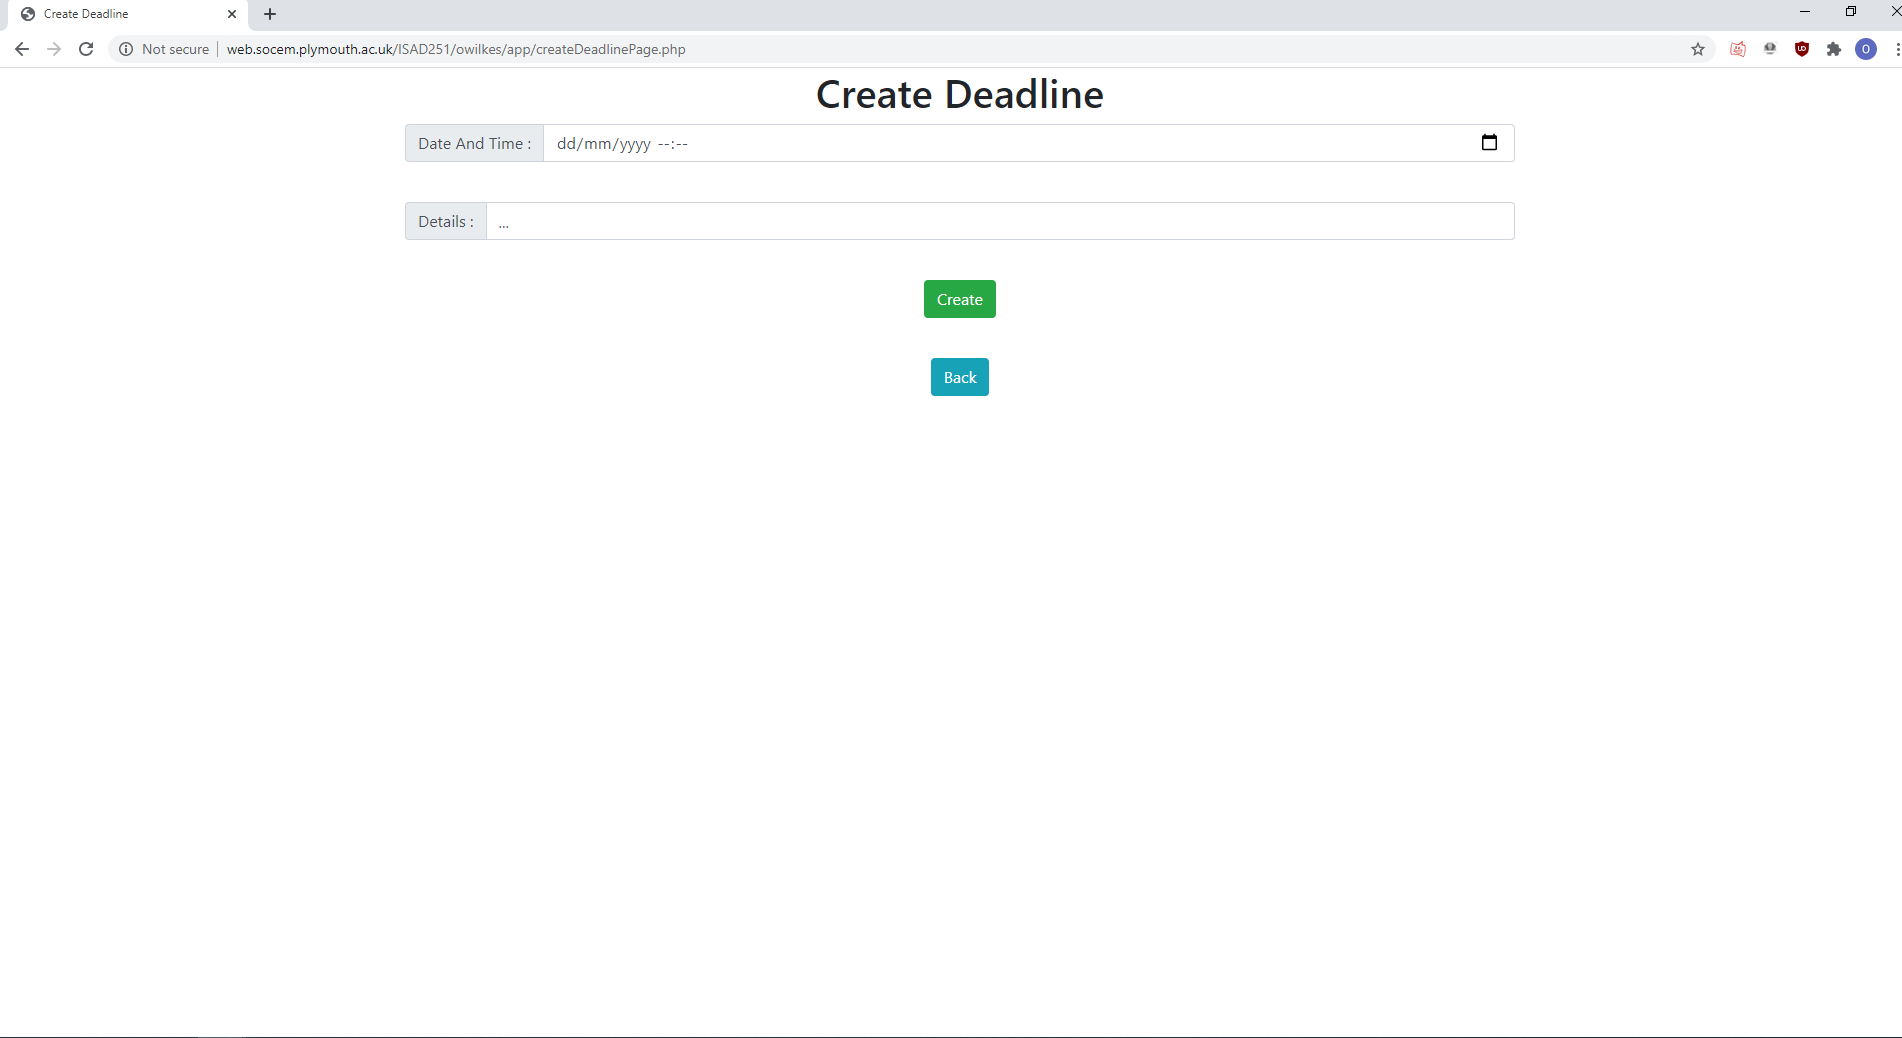 Create Deadline
Not secure web.socem.plymouth.ac.uk/ISAD251/owilkes/app/createDeadlinePage.php
O
Create Deadline
Date And Time : dd/mm/yyyy --:--
Details : ...
Create
Back